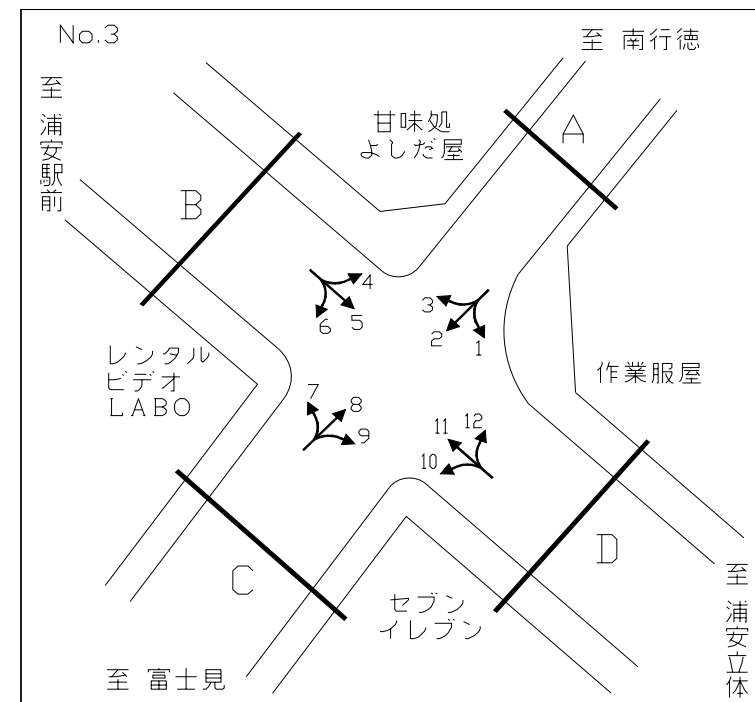 No.3
至 南行徳
至 浦安駅前
甘味処
よしだ屋
A
B
4
5
6
3
2
1
レンタル
ビデオ
LABO
作業服屋
7
8
9
11
12
10
C
D
セブン
イレブン
至 浦安立体
至 富士見